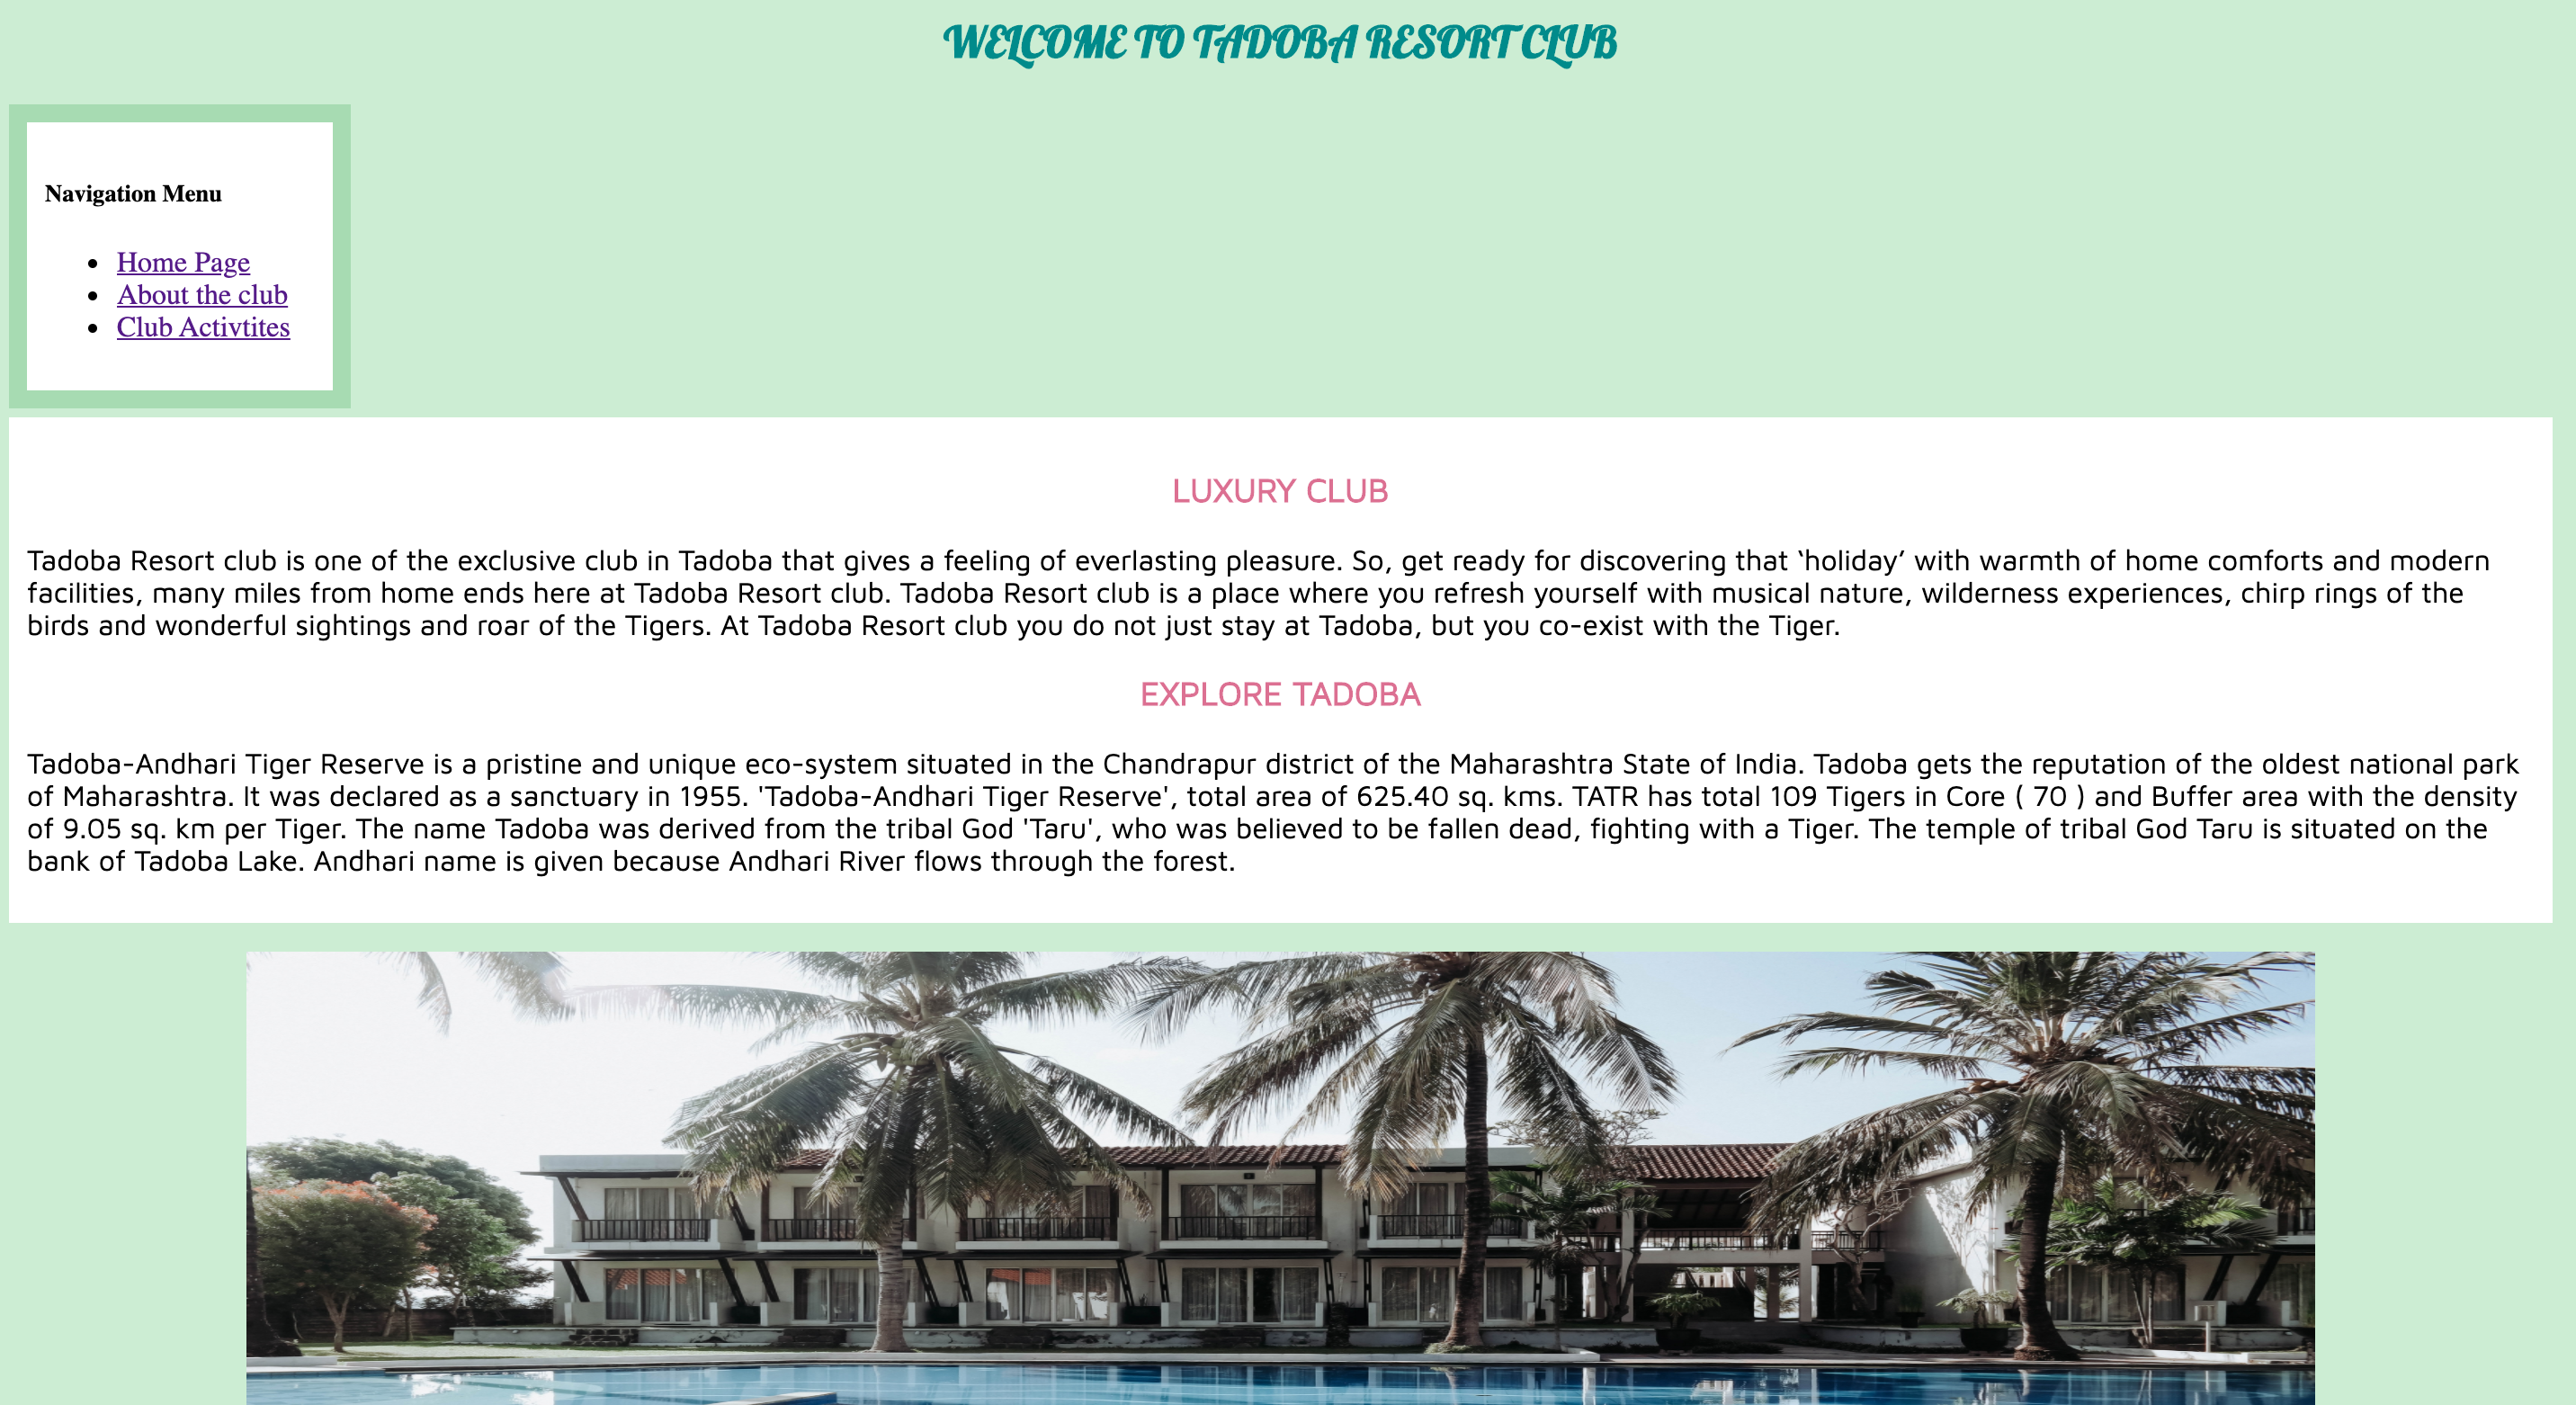 WELCOME TO TADOBA RESORT CLUB
Navigation Menu
Home Page
About the club
Club Activtites
LUXURY CLUB
Tadoba Resort club is one of the exclusive club in Tadoba that gives a feeling of everlasting pleasure. So, get ready for discovering that ‘holiday’ with warmth of home comforts and modern
facilities, many miles from home ends here at Tadoba Resort club. Tadoba Resort club is a place where you refresh yourself with musical nature, wilderness experiences, chirp rings of the
birds and wonderful sightings and roar of the Tigers. At Tadoba Resort club you do not just stay at Tadoba, but you co-exist with the Tiger.
EXPLORE TADOBA
Tadoba-Andhari Tiger Reserve is a pristine and unique eco-system situated in the Chandrapur district of the Maharashtra State of India. Tadoba gets the reputation of the oldest national park
of Maharashtra. It was declared as a sanctuary in 1955. 'Tadoba-Andhari Tiger Reserve', total area of 625.40 sq. kms. TATR has total 109 Tigers in Core ( 70 ) and Buffer area with the density
of 9.05 sq. km per Tiger. The name Tadoba was derived from the tribal God 'Taru', who was believed to be fallen dead, fighting with a Tiger. The temple of tribal God Taru is situated on the
bank of Tadoba Lake. Andhari name is given because Andhari River flows through the forest.